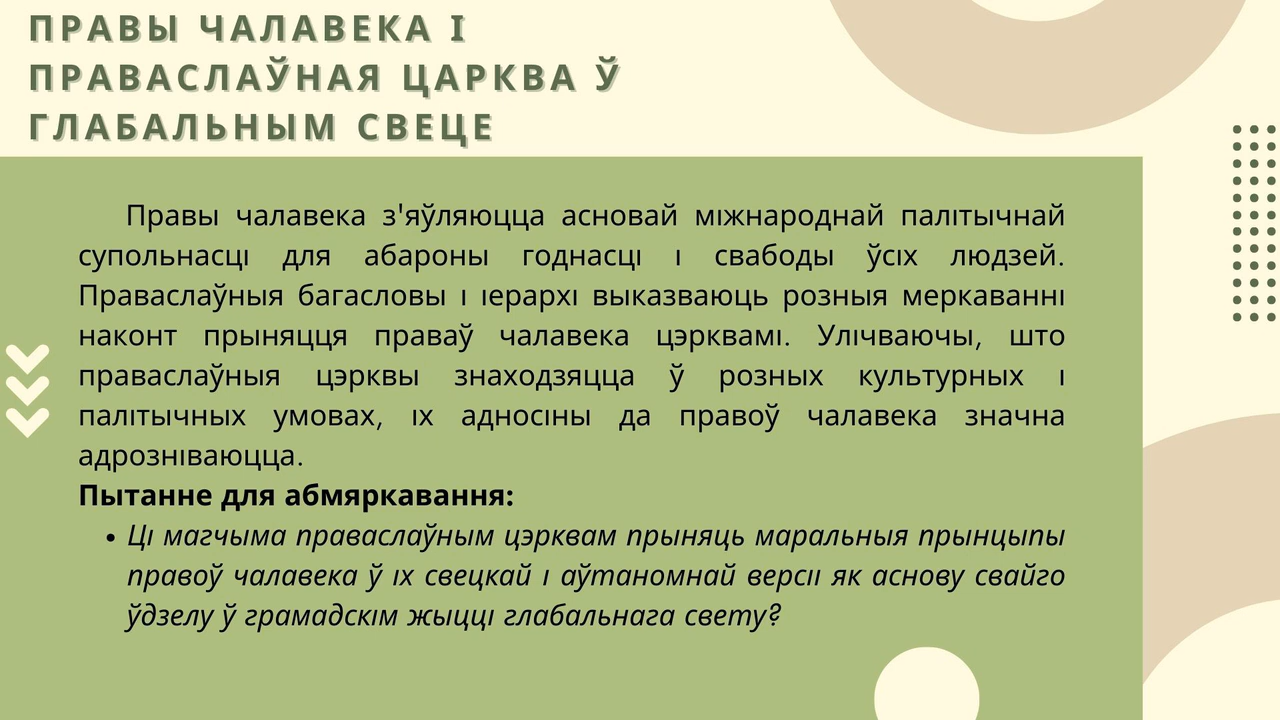 ПРАВЫ ЧАЛАВЕКА І
ПРАВАСЛАЎНАЯ ЦАРКВА Ў
ГЛАБАЛЬНЫМ СВЕЦЕ
Правы чалавека з'яўляюцца асновай міжнароднай палітычнай
супольнасці для абароны годнасці і свабоды ўсіх людзей.
Праваслаўныя багасловы і іерархі выказваюць розныя меркаванні
наконт прыняцця праваў чалавека цэрквамі. Улічваючы, што
праваслаўныя цэрквы знаходзяцца ў розных культурных і
палітычных умовах, іх адносіны да правоў чалавека значна
адрозніваюцца.
Пытанне для абмяркавання:
• Ці магчыма праваслаўным цэрквам прыняць маральныя прынцыпы
правоў чалавека ў іх свецкай і аўтаномнай версіі як аснову свайго
ўдзелу ў грамадскім жыцці глабальнага свету?